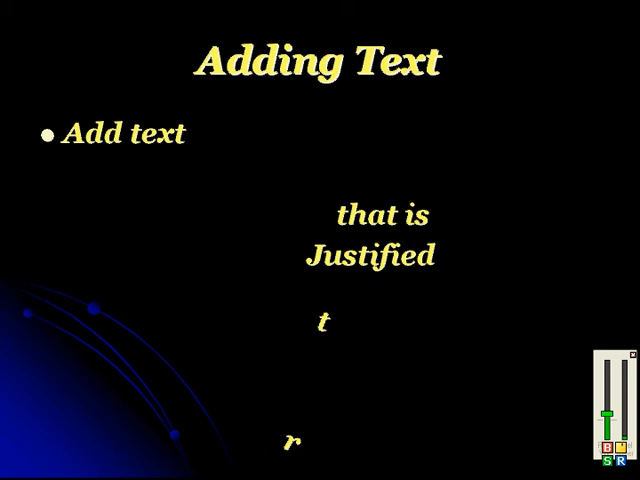 Adding Text
Add text
that is
Justified
t
r
B
S R